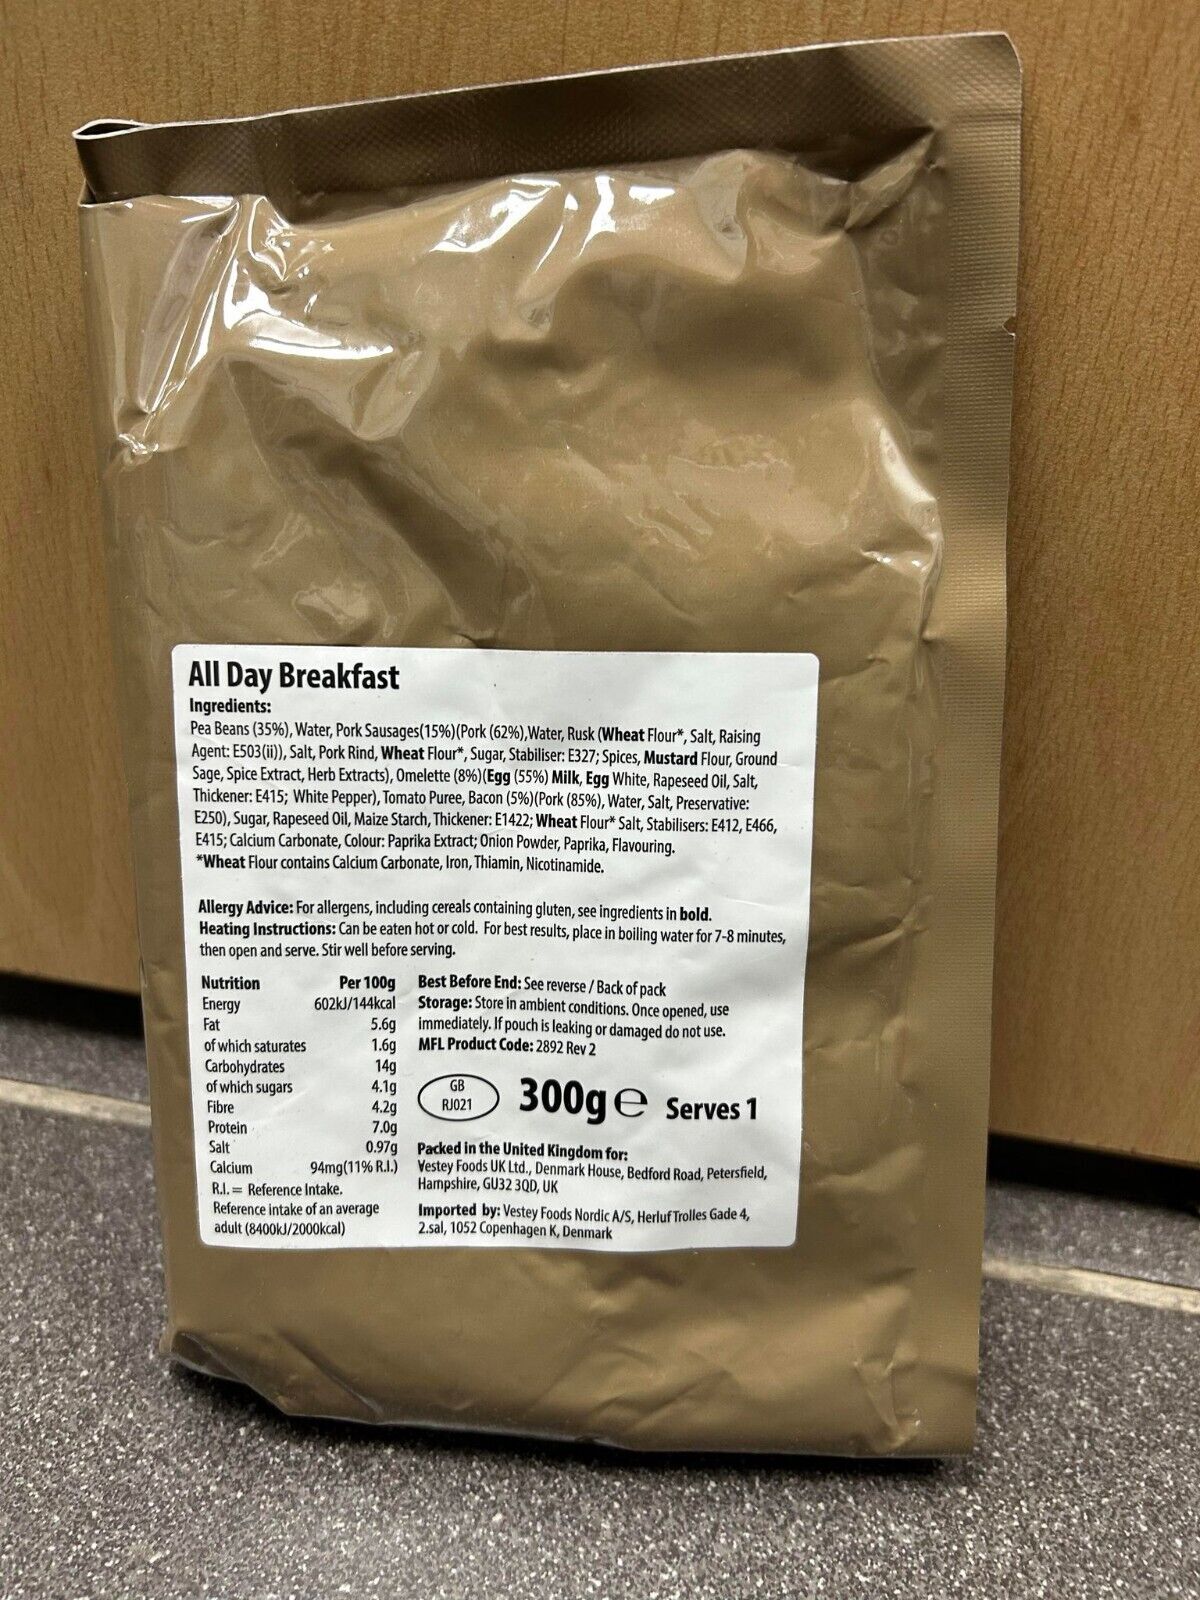 All Day Breakfast
Ingredients:
Pea Beans (35%), Water, Pork Sausages(15%)(Pork (62%),Water, Rusk (Wheat Flour*, Salt, Raising
Agent: E503(ii)), Salt, Pork Rind, Wheat Flour*, Sugar, Stabiliser: E327; Spices, Mustard Flour, Ground
Sage, Spice Extract, Herb Extracts), Omelette (8%)(Egg (55%) Milk, Egg White, Rapeseed Oil, Salt,
Thickener: E415; White Pepper), Tomato Puree, Bacon (5%)(Pork (85%), Water, Salt, Preservative:
E250), Sugar, Rapeseed Oil, Maize Starch, Thickener: E1422; Wheat Flour* Salt, Stabilisers: E412, E466,
E415; Calcium Carbonate, Colour: Paprika Extract; Onion Powder, Paprika, Flavouring.
*Wheat Flour contains Calcium Carbonate, Iron, Thiamin, Nicotinamide.
Allergy Advice: For allergens, including cereals containing gluten, see ingredients in bold.
Heating Instructions: Can be eaten hot or cold. For best results, place in boiling water for 7-8 minutes,
then open and serve. Stir well before serving.
Nutrition Per 100g
Energy 602kJ/144kcal
Fat 5.6g
of which saturates 1.6g
Carbohydrates 14g
of which sugars 4.1g
Fibre 4.2g
Protein 7.0g
Salt 0.97g
Calcium 94mg(11% R.I.)
R.I. = Reference Intake.
Reference intake of an average
adult (8400kJ/2000kcal)
Best Before End: See reverse / Back of pack
Storage: Store in ambient conditions. Once opened, use
immediately. If pouch is leaking or damaged do not use.
MFL Product Code: 2892 Rev 2
GB
RJ021
300g ℮ Serves 1
Packed in the United Kingdom for:
Vestey Foods UK Ltd., Denmark House, Bedford Road, Petersfield,
Hampshire, GU32 3QD, UK
Imported by: Vestey Foods Nordic A/S, Herluf Trolles Gade 4,
2.sal, 1052 Copenhagen K, Denmark